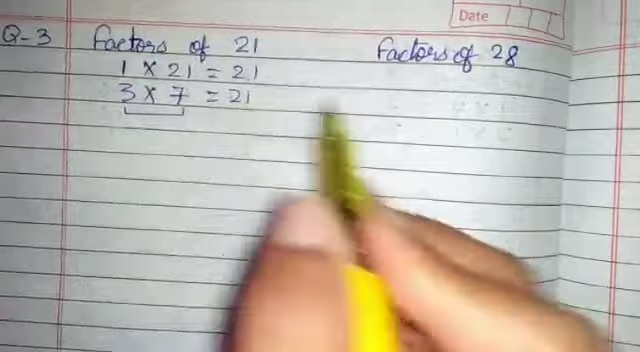 Date
Q-3 Factors of 21 Factors of 28
1 × 21 = 21
3 × 7 = 21